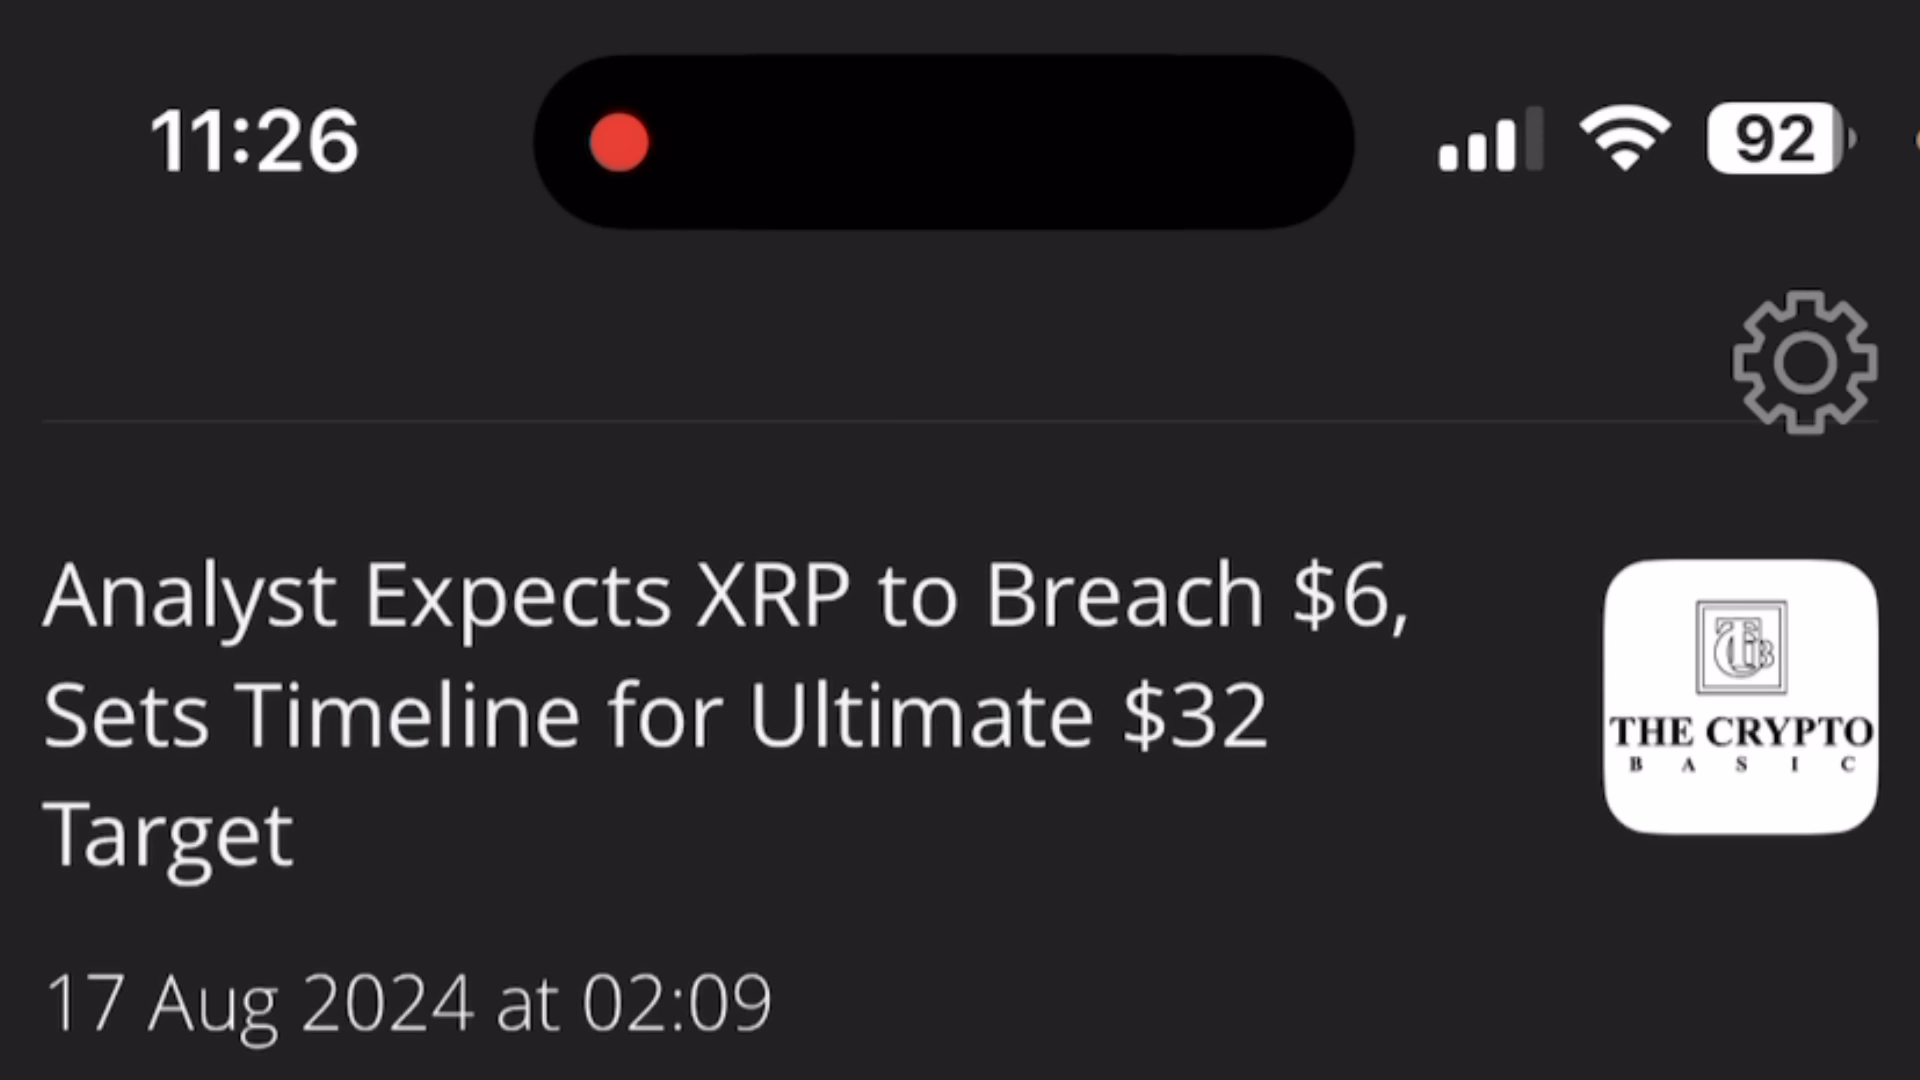 11:26
92
Analyst Expects XRP to Breach $6,
Sets Timeline for Ultimate $32
Target
THE CRYPTO
BASIC
17 Aug 2024 at 02:09